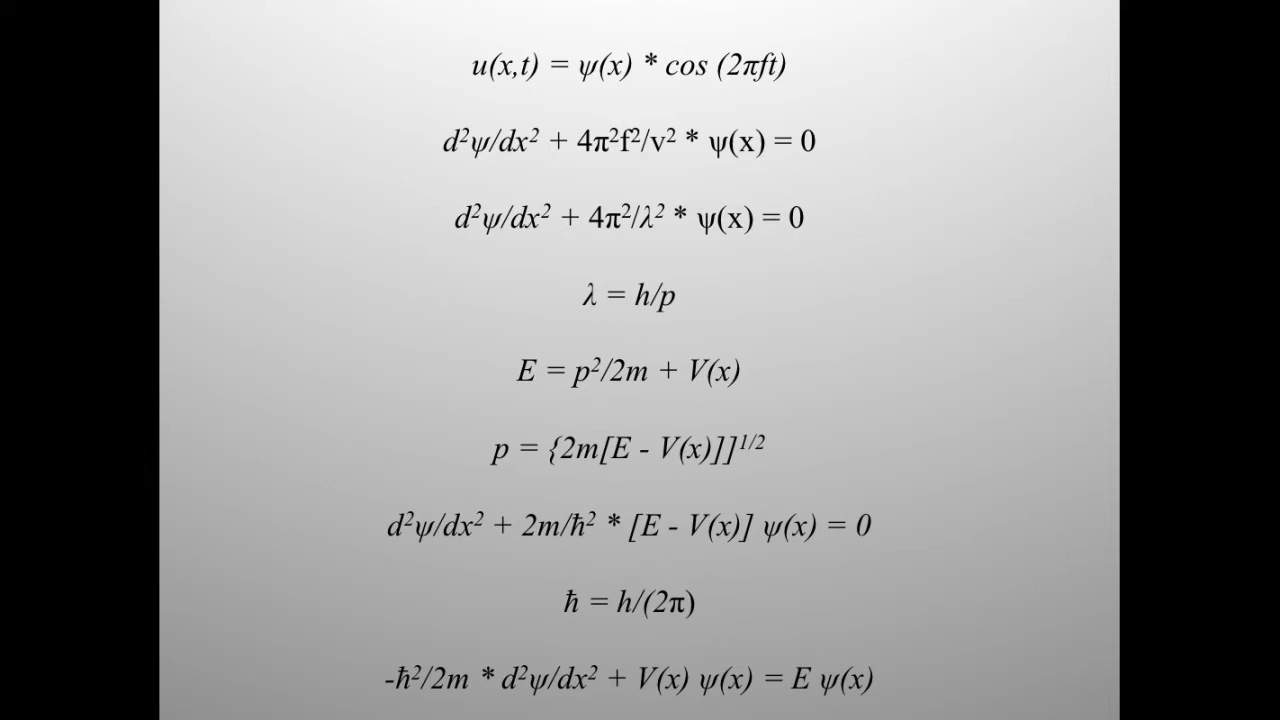 u(x,t) = ψ(x) * cos (2πft)
d²ψ/dx² + 4π²f²/v² * ψ(x) = 0
d²ψ/dx² + 4π²/λ² * ψ(x) = 0
λ = h/p
E = p²/2m + V(x)
p = {2m[E - V(x)]]¹/²
d²ψ/dx² + 2m/ħ² * [E - V(x)] ψ(x) = 0
ħ = h/(2π)
-ħ²/2m * d²ψ/dx² + V(x) ψ(x) = E ψ(x)